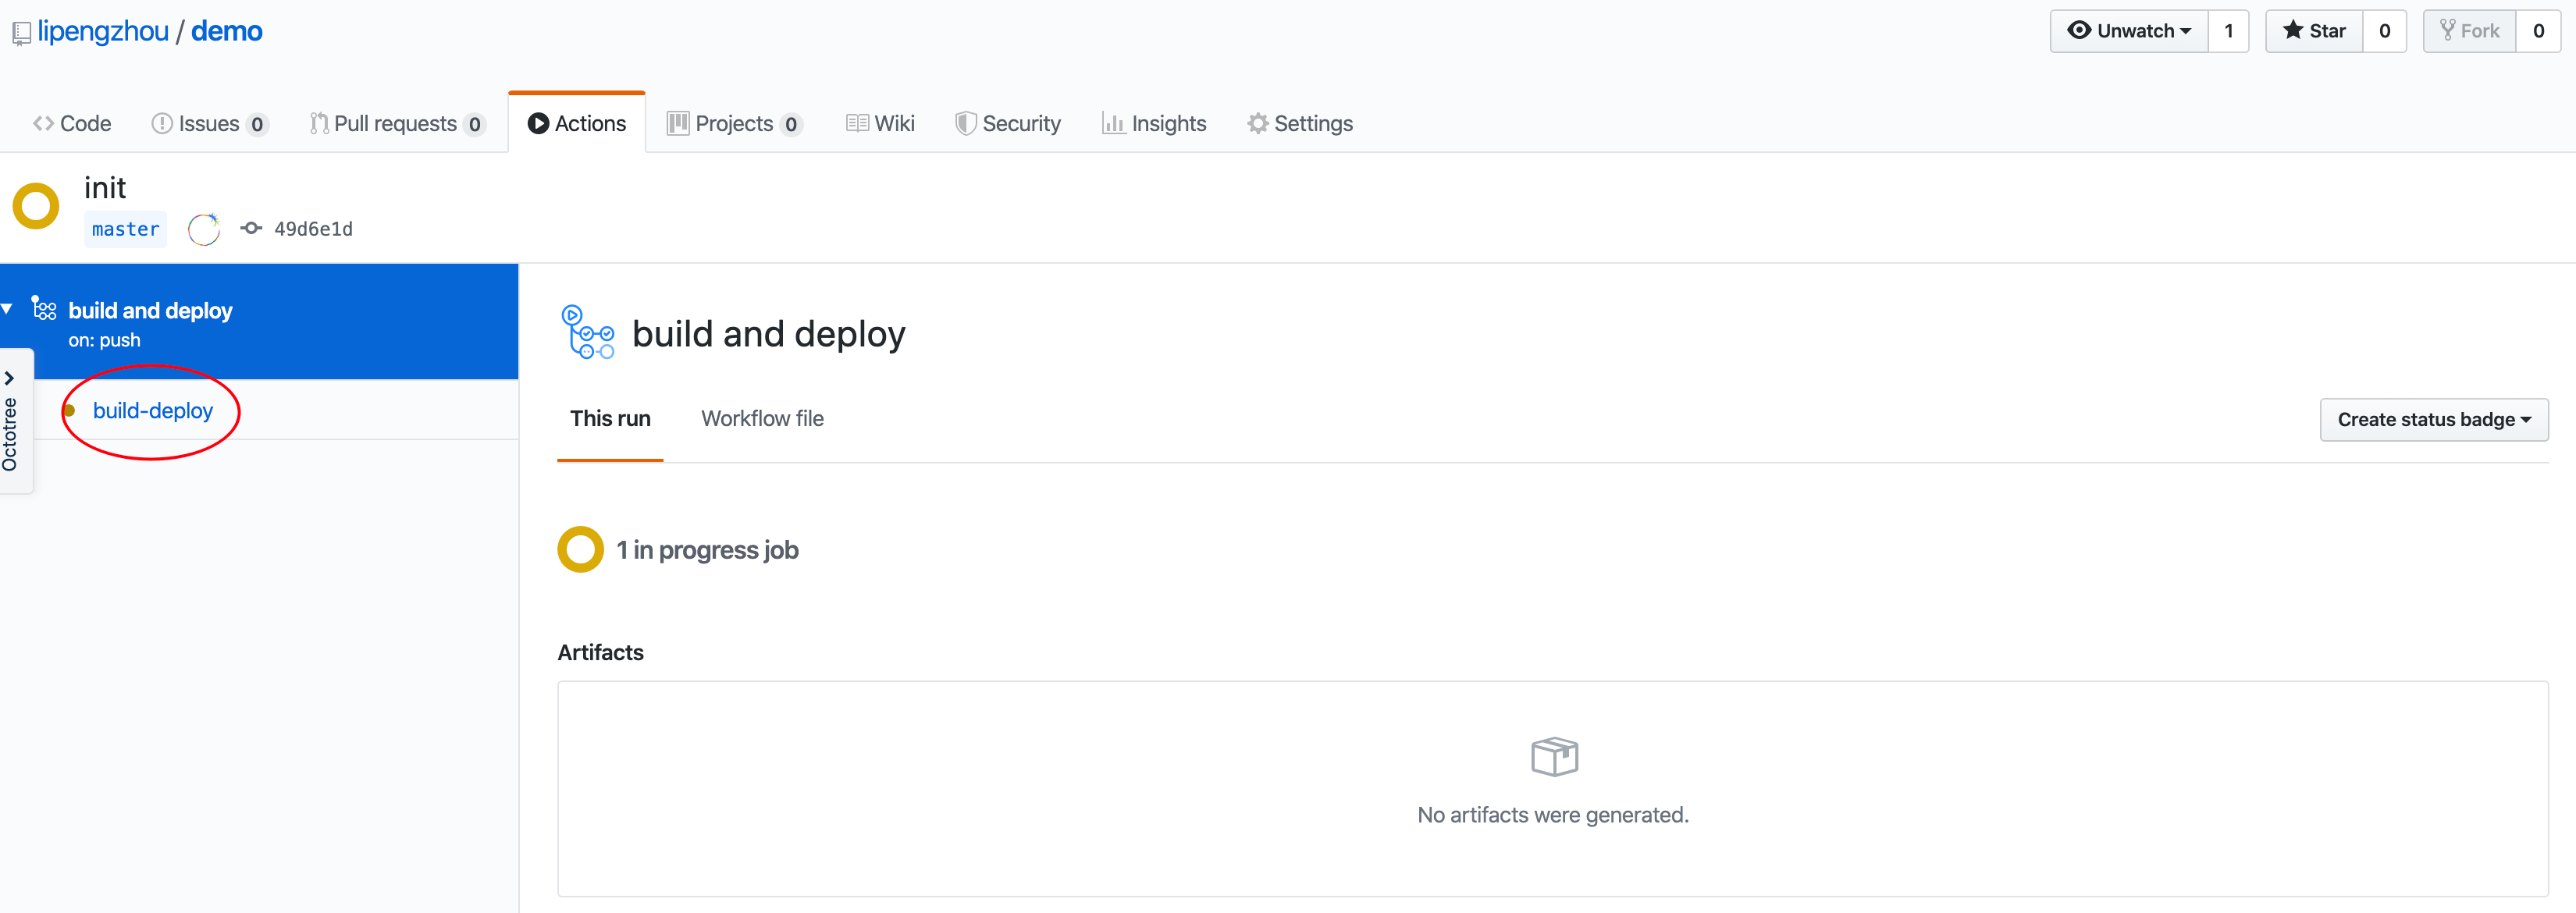 lipengzhou / demo
Unwatch 1 Star 0 Fork 0
Code Issues 0 Pull requests 0 Actions Projects 0 Wiki Security Insights Settings
init
master 49d6e1d
build and deploy
on: push
build-deploy
Octotree
build and deploy
This run Workflow file Create status badge
1 in progress job
Artifacts
No artifacts were generated.